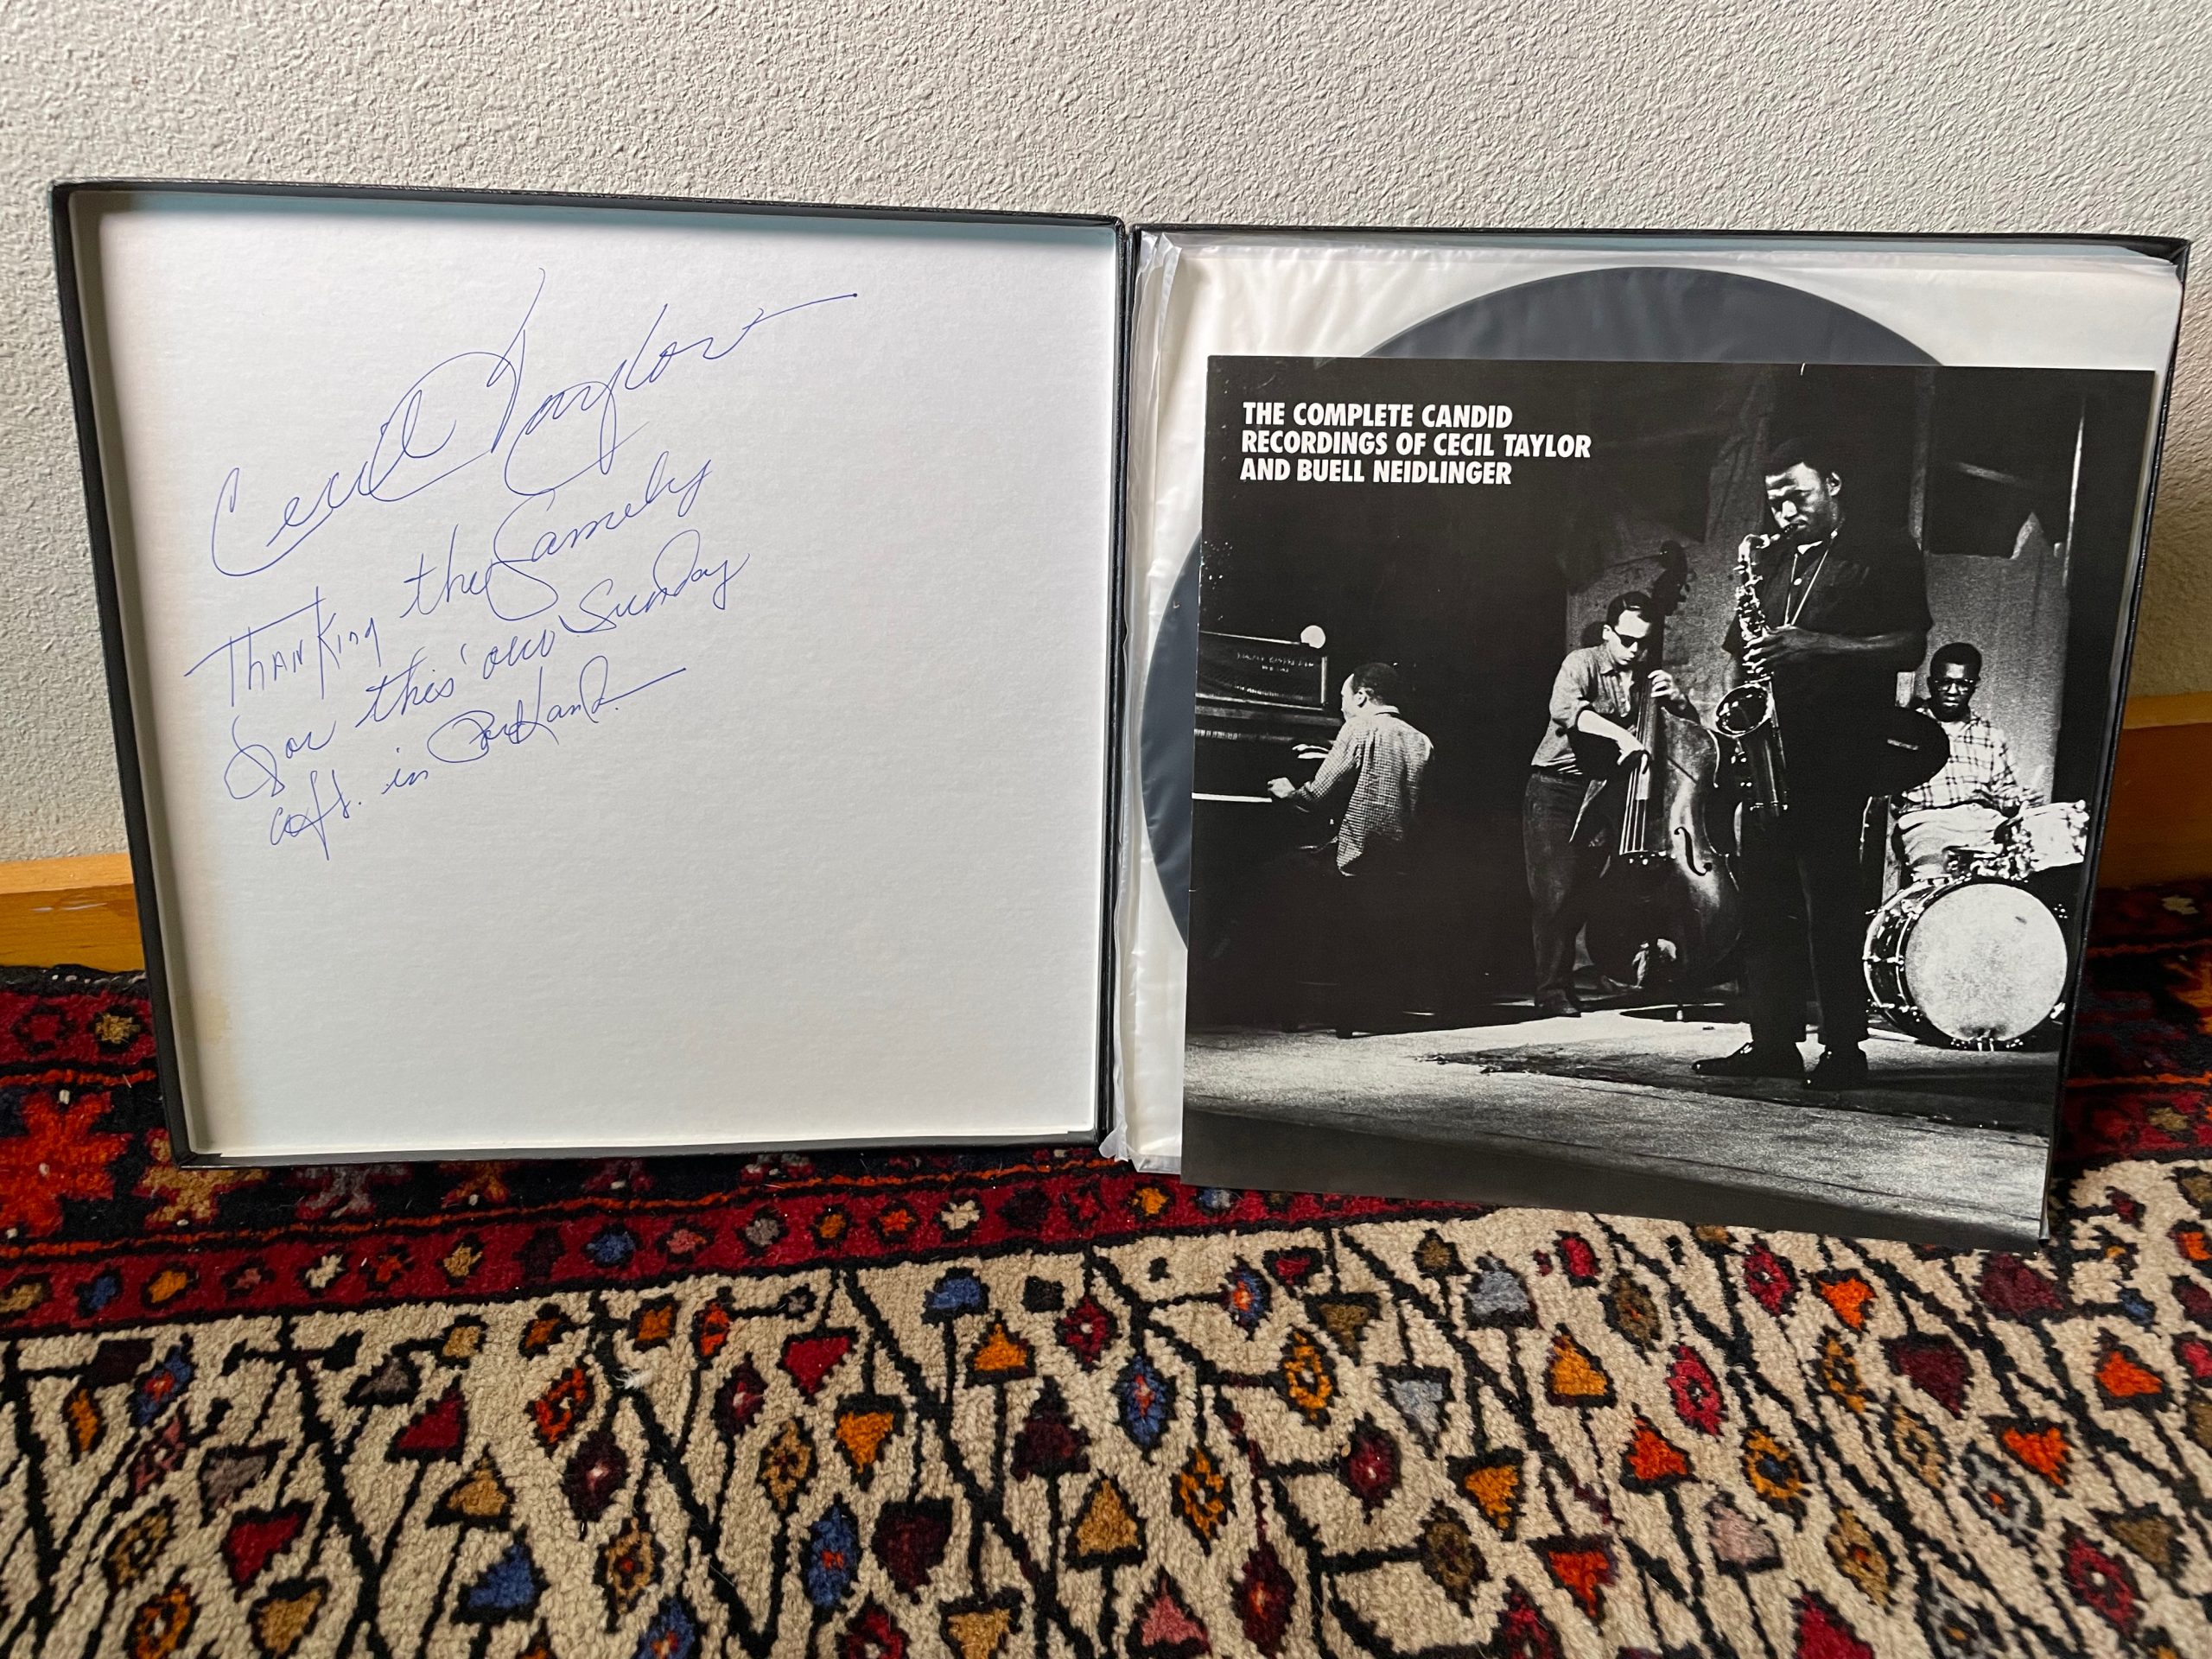 Cecil Taylor
Thanking the family
for this 'our Sunday
aft. in Portland.
THE COMPLETE CANDID
RECORDINGS OF CECIL TAYLOR
AND BUELL NEIDLINGER